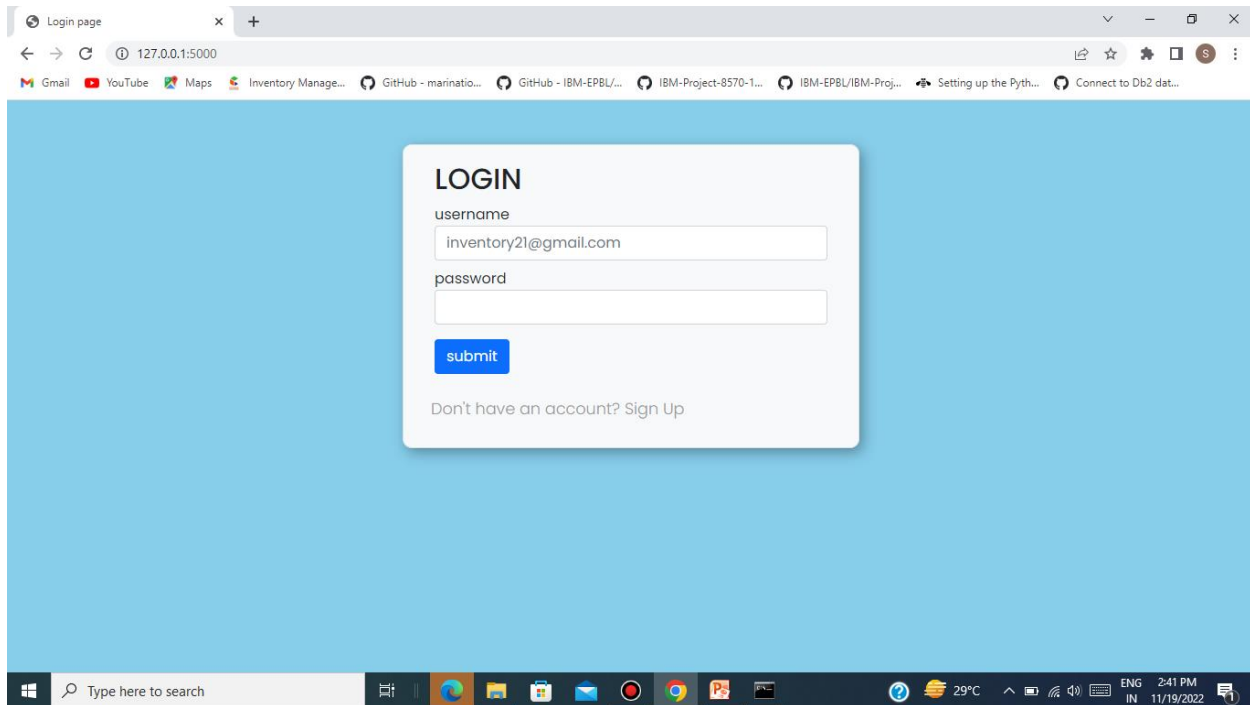 Login page
127.0.0.1:5000
S
Gmail YouTube Maps Inventory Manage... GitHub - marinatio... GitHub - IBM-EPBL/... IBM-Project-8570-1... IBM-EPBL/IBM-Proj... Setting up the Pyth... Connect to Db2 dat...
LOGIN
username
inventory21@gmail.com
password
submit
Don't have an account? Sign Up
Type here to search
29°C
ENG 2:41 PM
IN 11/19/2022
1